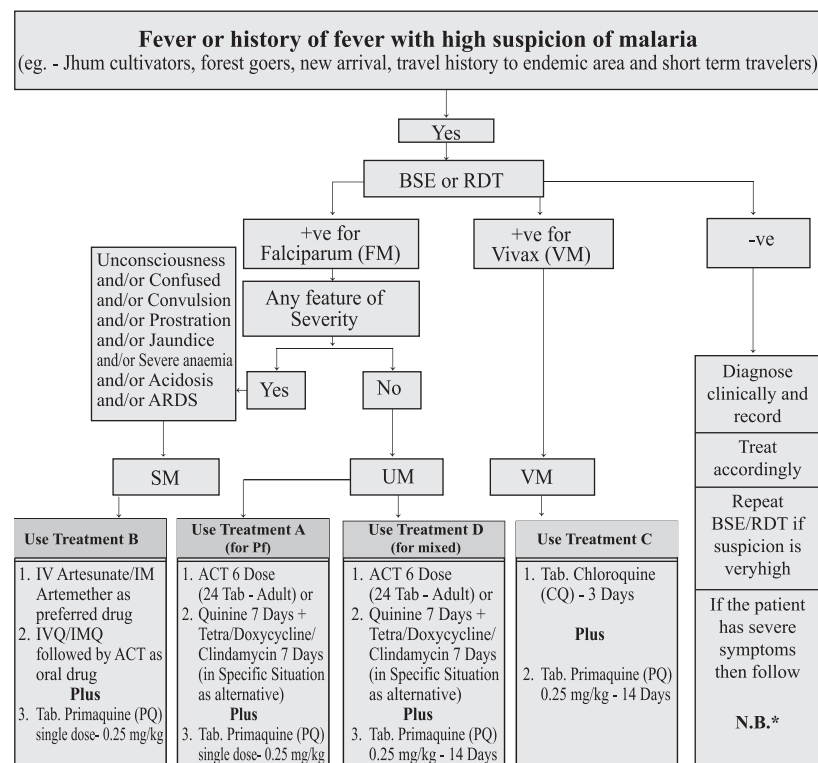 Fever or history of fever with high suspicion of malaria
(eg. - Jhum cultivators, forest goers, new arrival, travel history to endemic area and short term travelers)
Yes
BSE or RDT
+ve for
Falciparum (FM)
+ve for
Vivax (VM)
-ve
Unconsciousness
and/or Confused
and/or Convulsion
and/or Prostration
and/or Jaundice
and/or Severe anaemia
and/or Acidosis
and/or ARDS
Any feature of
Severity
Yes
No
Diagnose
clinically and
record
Treat
accordingly
Repeat
BSE/RDT if
suspicion is
veryhigh
If the patient
has severe
symptoms
then follow
N.B.*
SM
UM
VM
Use Treatment B
1. IV Artesunate/IM
Artemether as
preferred drug
2. IVQ/IMQ
followed by ACT as
oral drug
Plus
3. Tab. Primaquine (PQ)
single dose- 0.25 mg/kg
Use Treatment A
(for Pf)
1. ACT 6 Dose
(24 Tab - Adult) or
2. Quinine 7 Days +
Tetra/Doxycycline/
Clindamycin 7 Days
(in Specific Situation
as alternative)
Plus
3. Tab. Primaquine (PQ)
single dose- 0.25 mg/kg
Use Treatment D
(for mixed)
1. ACT 6 Dose
(24 Tab - Adult) or
2. Quinine 7 Days +
Tetra/Doxycycline/
Clindamycin 7 Days
(in Specific Situation
as alternative)
Plus
3. Tab. Primaquine (PQ)
0.25 mg/kg - 14 Days
Use Treatment C
1. Tab. Chloroquine
(CQ) - 3 Days
Plus
2. Tab. Primaquine (PQ)
0.25 mg/kg - 14 Days